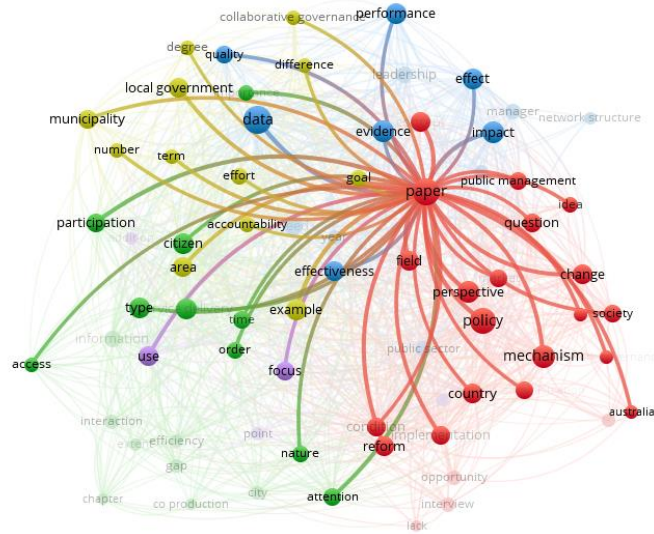 collaborative governance
performance
degree
quality
difference
leadership
effect
local government
manager
network structure
municipality
data
evidence
impact
number
term
effort
goal
paper
public management
idea
participation
accountability
question
citizen
year
area
effectiveness
field
change
perspective
type
example
society
time
policy
information
order
public sector
access
use
focus
mechanism
country
australia
interaction
point
condition
implementation
efficiency
nature
reform
gap
opportunity
chapter
co production
city
attention
interview
lack